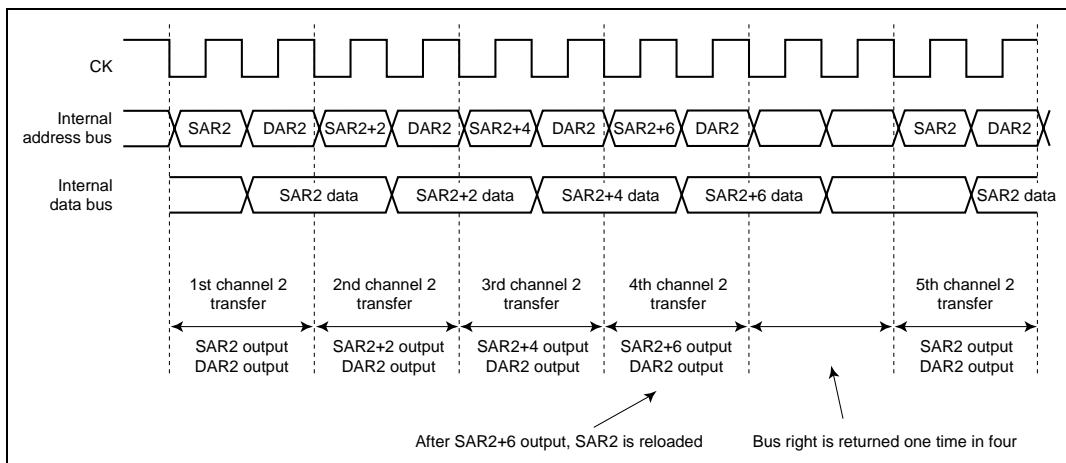 CK
Internal
address bus
SAR2 DAR2 SAR2+2 DAR2 SAR2+4 DAR2 SAR2+6 DAR2 SAR2 DAR2
Internal
data bus
SAR2 data SAR2+2 data SAR2+4 data SAR2+6 data SAR2 data
1st channel 2
transfer
2nd channel 2
transfer
3rd channel 2
transfer
4th channel 2
transfer
5th channel 2
transfer
SAR2 output
DAR2 output
SAR2+2 output
DAR2 output
SAR2+4 output
DAR2 output
SAR2+6 output
DAR2 output
SAR2 output
DAR2 output
After SAR2+6 output, SAR2 is reloaded
Bus right is returned one time in four